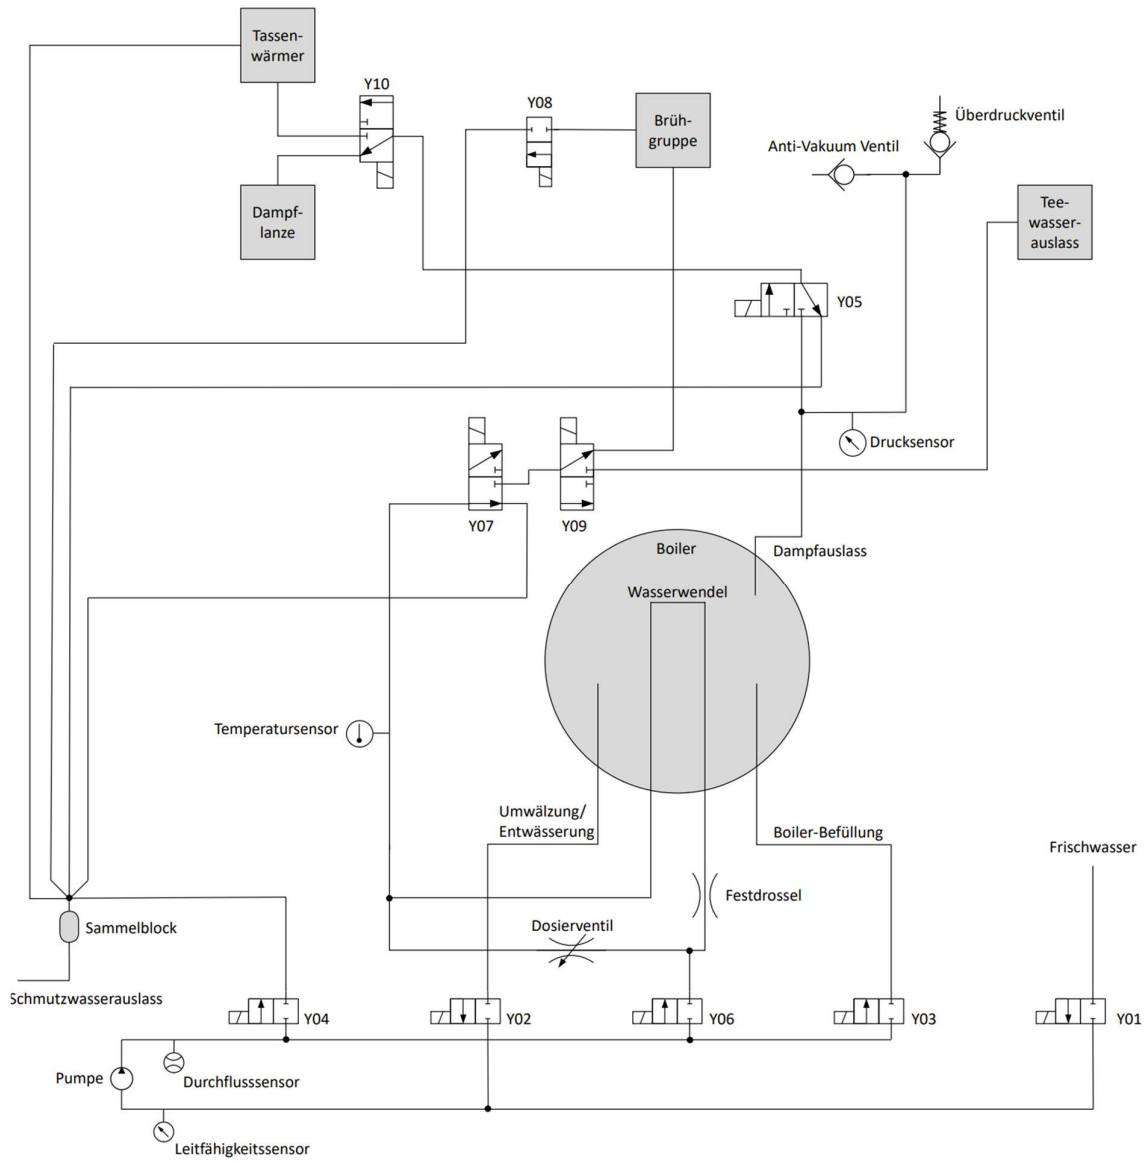 Tassen-
wärmer
Y10
Y08
Brüh-
gruppe
Überdruckventil
Anti-Vakuum Ventil
Tee-
wasser-
auslass
Dampf-
lanze
Y05
Drucksensor
Y07
Y09
Boiler
Dampfauslass
Wasserwendel
Temperatursensor
Umwälzung/
Entwässerung
Boiler-Befüllung
Frischwasser
Festdrossel
Dosierventil
Sammelblock
Schmutzwasserauslass
Y04
Y02
Y06
Y03
Y01
Pumpe
Durchflusssensor
Leitfähigkeitssensor